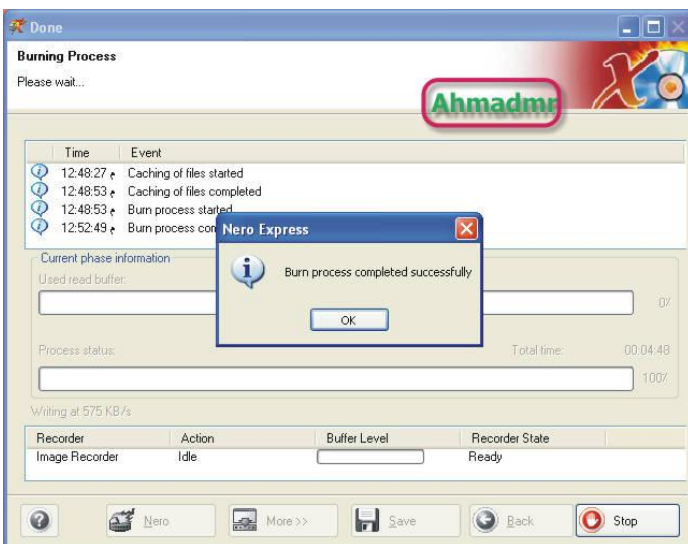 Done
Burning Process
Please wait...
Ahmadmr
Time Event
12:48:27 م Caching of files started
12:48:53 م Caching of files completed
12:48:53 م Burn process started
12:52:49 م Burn process con
Nero Express
Burn process completed successfully
OK
Current phase information
Used read buffer:
0%
Process status: Total time: 00:04:48
100%
Writing at 575 KB/s
Recorder Action Buffer Level Recorder State
Image Recorder Idle Ready
Nero More >> Save Back Stop